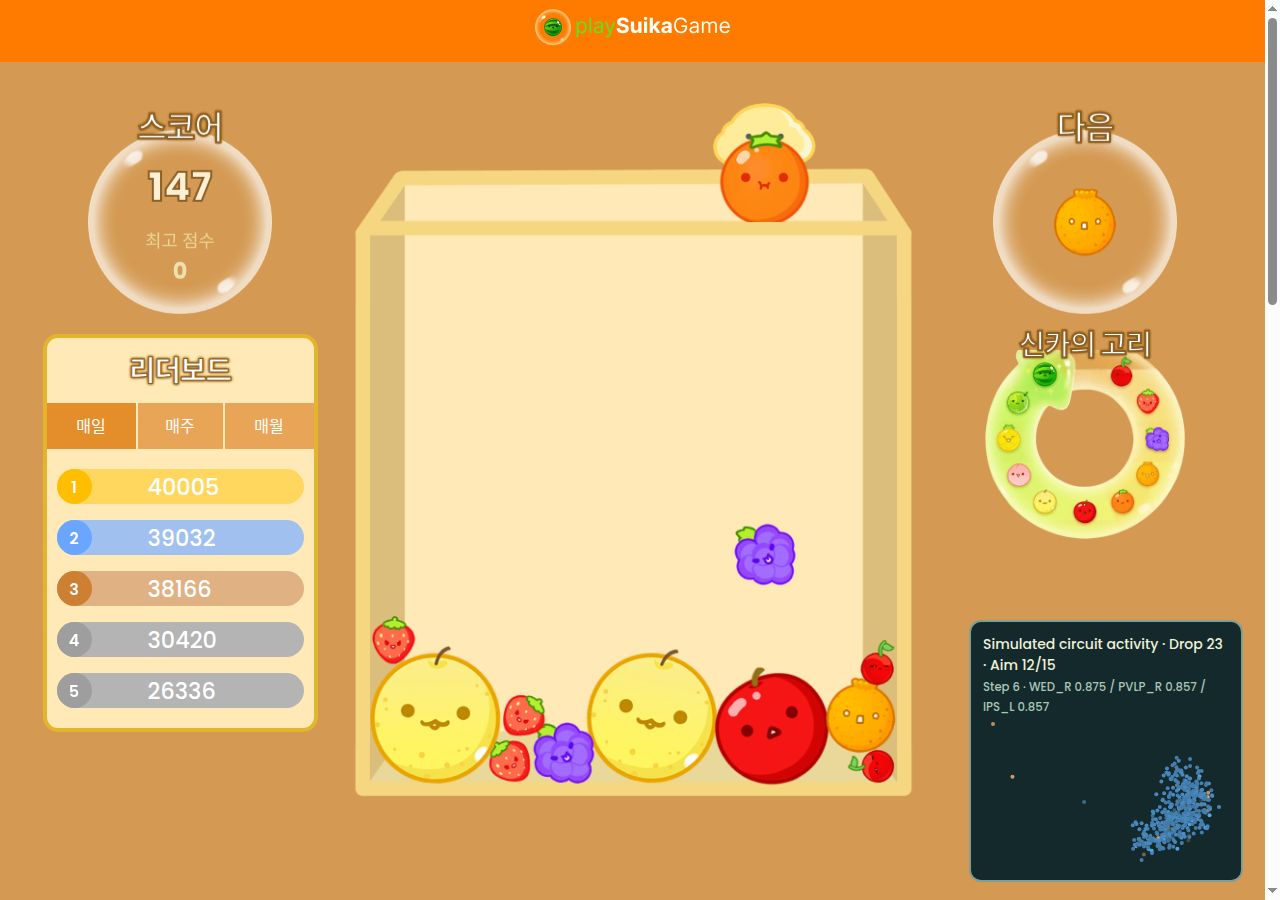 playSuikaGame
스코어
147
최고 점수
0
리더보드
매일 매주 매월
1 40005
2 39032
3 38166
4 30420
5 26336
다음
신카의 고리
Simulated circuit activity · Drop 23
· Aim 12/15
Step 6 · WED_R 0.875 / PVLP_R 0.857 /
IPS_L 0.857